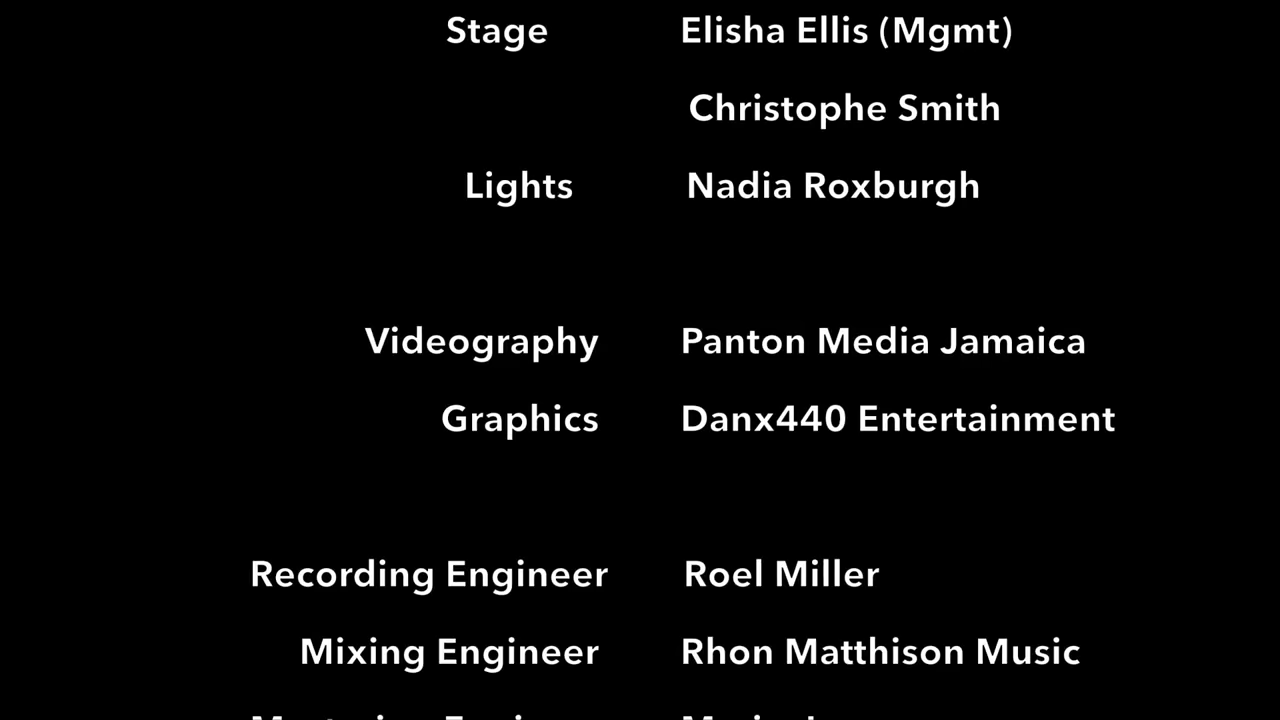 Stage Elisha Ellis (Mgmt)
Christophe Smith
Lights Nadia Roxburgh
Videography Panton Media Jamaica
Graphics Danx440 Entertainment
Recording Engineer Roel Miller
Mixing Engineer Rhon Matthison Music